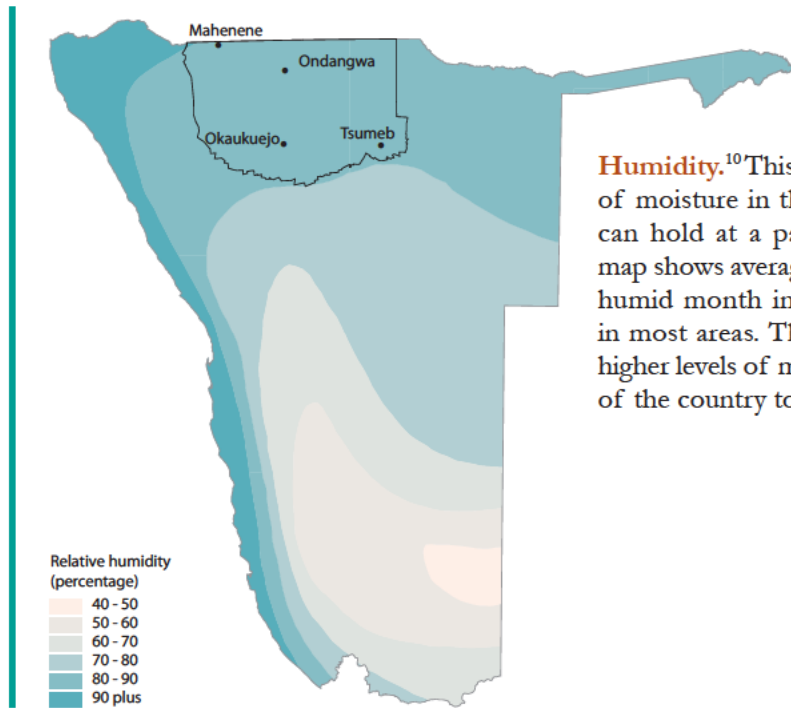 Mahenene
Ondangwa
Okaukuejo
Tsumeb
Humidity.¹⁰ This
of moisture in th
can hold at a pa
map shows averag
humid month in
in most areas. Th
higher levels of m
of the country to
Relative humidity
(percentage)
40 - 50
50 - 60
60 - 70
70 - 80
80 - 90
90 plus